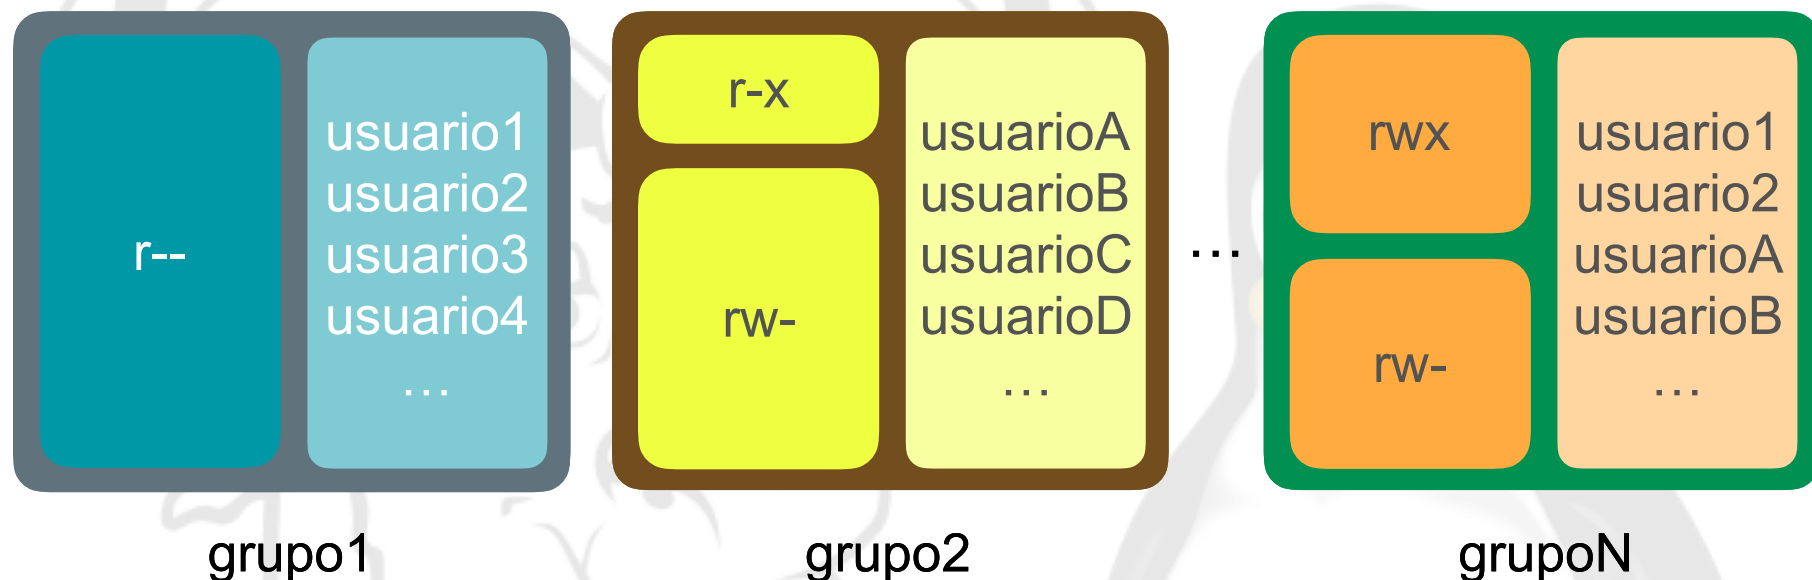 r--
usuario1
usuario2
usuario3
usuario4
...
grupo1
r-x
rw-
usuarioA
usuarioB
usuarioC
usuarioD
...
grupo2
...
rwx
rw-
usuario1
usuario2
usuarioA
usuarioB
...
grupoN